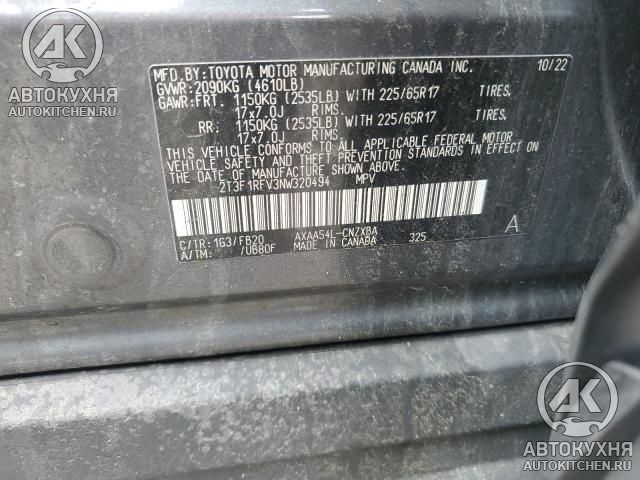 АК
АВТОКУХНЯ
AUTOKITCHEN.RU
MFD.BY:TOYOTA MOTOR MANUFACTURING CANADA INC. 10/22
GVWR:2090KG (4610LB)
GAWR:FRT. 1150KG (2535LB) WITH 225/65R17 TIRES.
17x7.0J RIMS
RR: 1150KG (2535LB) WITH 225/65R17 TIRES.
17x7.0J RIMS.
THIS VEHICLE CONFORMS TO ALL APPLICABLE FEDERAL MOTOR
VEHICLE SAFETY AND THEFT PREVENTION STANDARDS IN EFFECT
ON THE DATE OF MANUFACTURE SHOWN ABOVE.
2T3F1RFV3NW320494 MPV
C/TR:1G3/FB20 AXAA54L-CNZXBA 325 A
A/TM: /UB80F MADE IN CANADA
АК
АВТОКУХНЯ
AUTOKITCHEN.RU